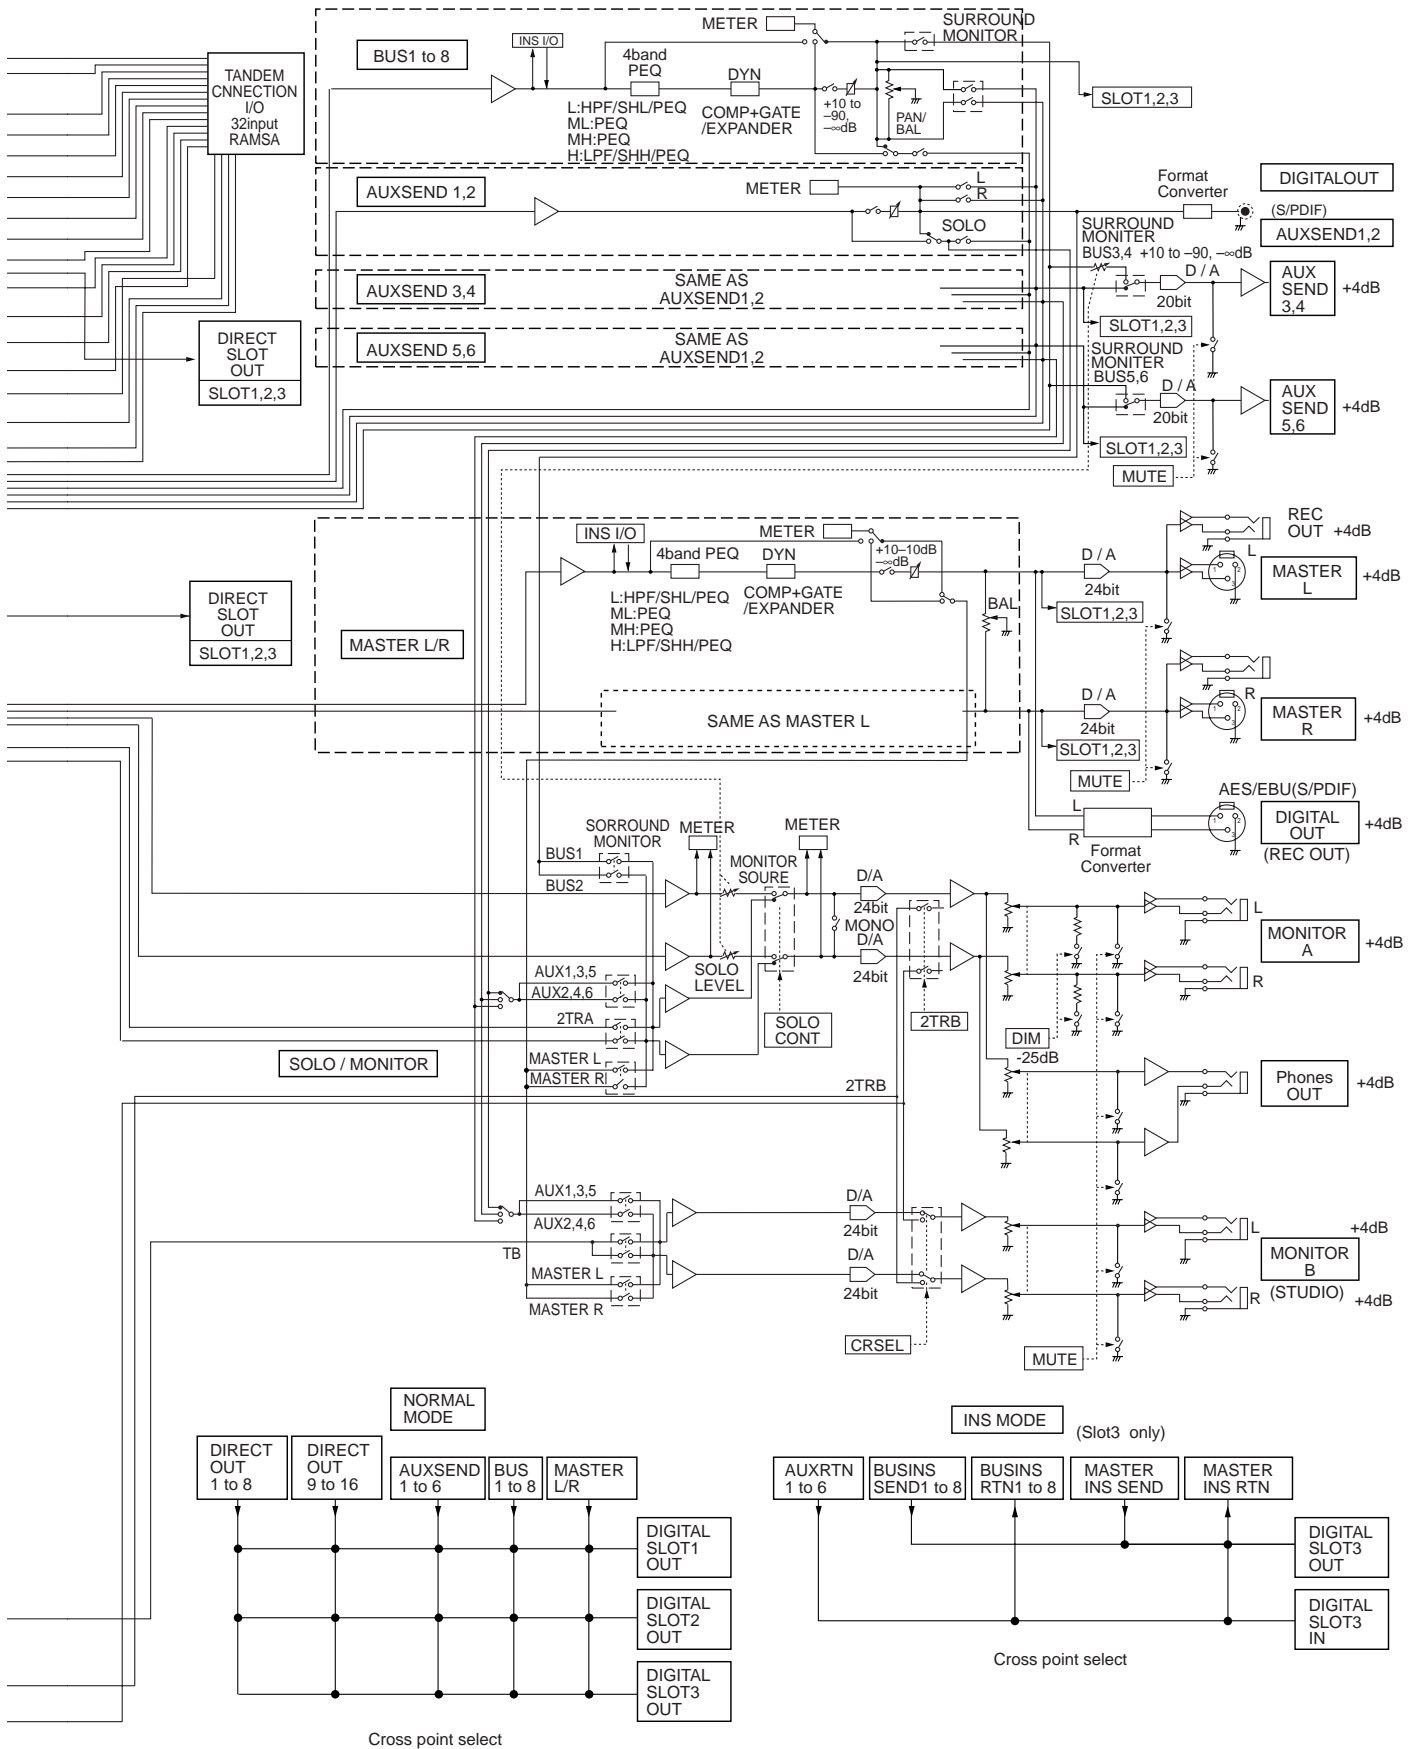 TANDEM
CNNECTION
I/O
32input
RAMSA
BUS1 to 8
INS I/O
4band
PEQ
L:HPF/SHL/PEQ
ML:PEQ
MH:PEQ
H:LPF/SHH/PEQ
DYN
COMP+GATE
/EXPANDER
METER
+10 to
–90,
–∞dB
PAN/
BAL
SURROUND
MONITOR
SLOT1,2,3
AUXSEND 1,2
METER
L
R
SOLO
Format
Converter
DIGITALOUT
(S/PDIF)
AUXSEND1,2
SURROUND
MONITER
BUS3,4 +10 to –90, –∞dB
AUXSEND 3,4
SAME AS
AUXSEND1,2
D / A
20bit
AUX
SEND
3,4
+4dB
SLOT1,2,3
AUXSEND 5,6
SAME AS
AUXSEND1,2
SURROUND
MONITER
BUS5,6
D / A
20bit
AUX
SEND
5,6
+4dB
SLOT1,2,3
MUTE
DIRECT
SLOT
OUT
SLOT1,2,3
DIRECT
SLOT
OUT
SLOT1,2,3
MASTER L/R
INS I/O
4band PEQ
L:HPF/SHL/PEQ
ML:PEQ
MH:PEQ
H:LPF/SHH/PEQ
DYN
COMP+GATE
/EXPANDER
METER
+10–10dB
–∞dB
BAL
D / A
24bit
SLOT1,2,3
REC
OUT
+4dB
L
1
2
3
MASTER
L
+4dB
SAME AS MASTER L
D / A
24bit
SLOT1,2,3
R
1
2
3
MASTER
R
+4dB
MUTE
AES/EBU(S/PDIF)
L
R
Format
Converter
1
2
3
DIGITAL
OUT
+4dB
(REC OUT)
SORROUND
MONITOR
METER
METER
BUS1
BUS2
MONITOR
SOURE
D/A
24bit
MONO
D/A
24bit
SOLO
LEVEL
AUX1,3,5
AUX2,4,6
2TRA
MASTER L
MASTER R
SOLO
CONT
2TRB
2TRB
DIM
-25dB
L
MONITOR
A
+4dB
R
SOLO / MONITOR
Phones
OUT
+4dB
AUX1,3,5
AUX2,4,6
TB
MASTER L
MASTER R
D/A
24bit
D/A
24bit
CRSEL
MUTE
L
+4dB
MONITOR
B
(STUDIO)
R
+4dB
NORMAL
MODE
DIRECT
OUT
1 to 8
DIRECT
OUT
9 to 16
AUXSEND
1 to 6
BUS
1 to 8
MASTER
L/R
DIGITAL
SLOT1
OUT
DIGITAL
SLOT2
OUT
DIGITAL
SLOT3
OUT
Cross point select
INS MODE
(Slot3 only)
AUXRTN
1 to 6
BUSINS
SEND1 to 8
BUSINS
RTN1 to 8
MASTER
INS SEND
MASTER
INS RTN
DIGITAL
SLOT3
OUT
DIGITAL
SLOT3
IN
Cross point select